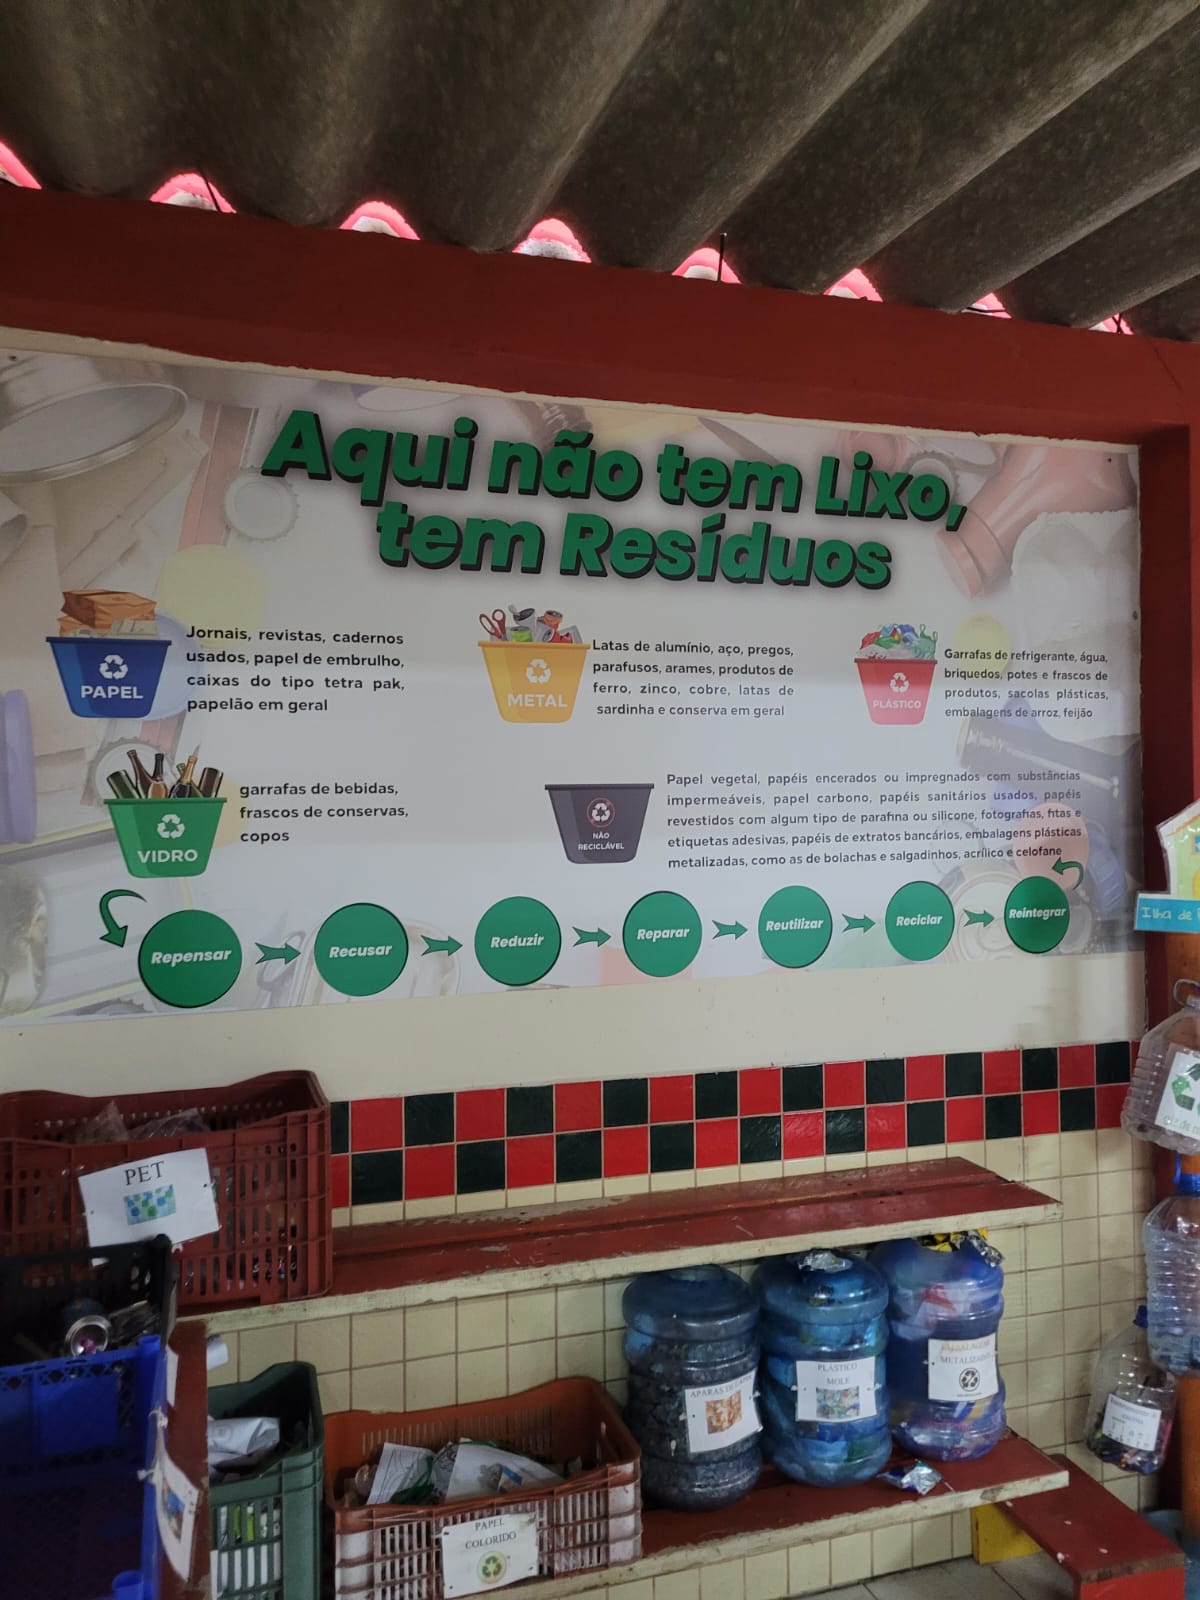 Aqui não tem Lixo,
tem Resíduos
PAPEL
Jornais, revistas, cadernos
usados, papel de embrulho,
caixas do tipo tetra pak,
papelão em geral
METAL
Latas de alumínio, aço, pregos,
parafusos, arames, produtos de
ferro, zinco, cobre, latas de
sardinha e conserva em geral
PLÁSTICO
Garrafas de refrigerante, água,
briquedos, potes e frascos de
produtos, sacolas plásticas,
embalagens de arroz, feijão
VIDRO
garrafas de bebidas,
frascos de conservas,
copos
NÃO
RECICLÁVEL
Papel vegetal, papéis encerados ou impregnados com substâncias
impermeáveis, papel carbono, papéis sanitários usados, papéis
revestidos com algum tipo de parafina ou silicone, fotografias, fitas e
etiquetas adesivas, papéis de extratos bancários, embalagens plásticas
metalizadas, como as de bolachas e salgadinhos, acrílico e celofane
Repensar
Recusar
Reduzir
Reparar
Reutilizar
Reciclar
Reintegrar
Ilha de
PET
APARAS DE
PLÁSTICO
MOLE
METALIZADA
PAPEL
COLORIDO